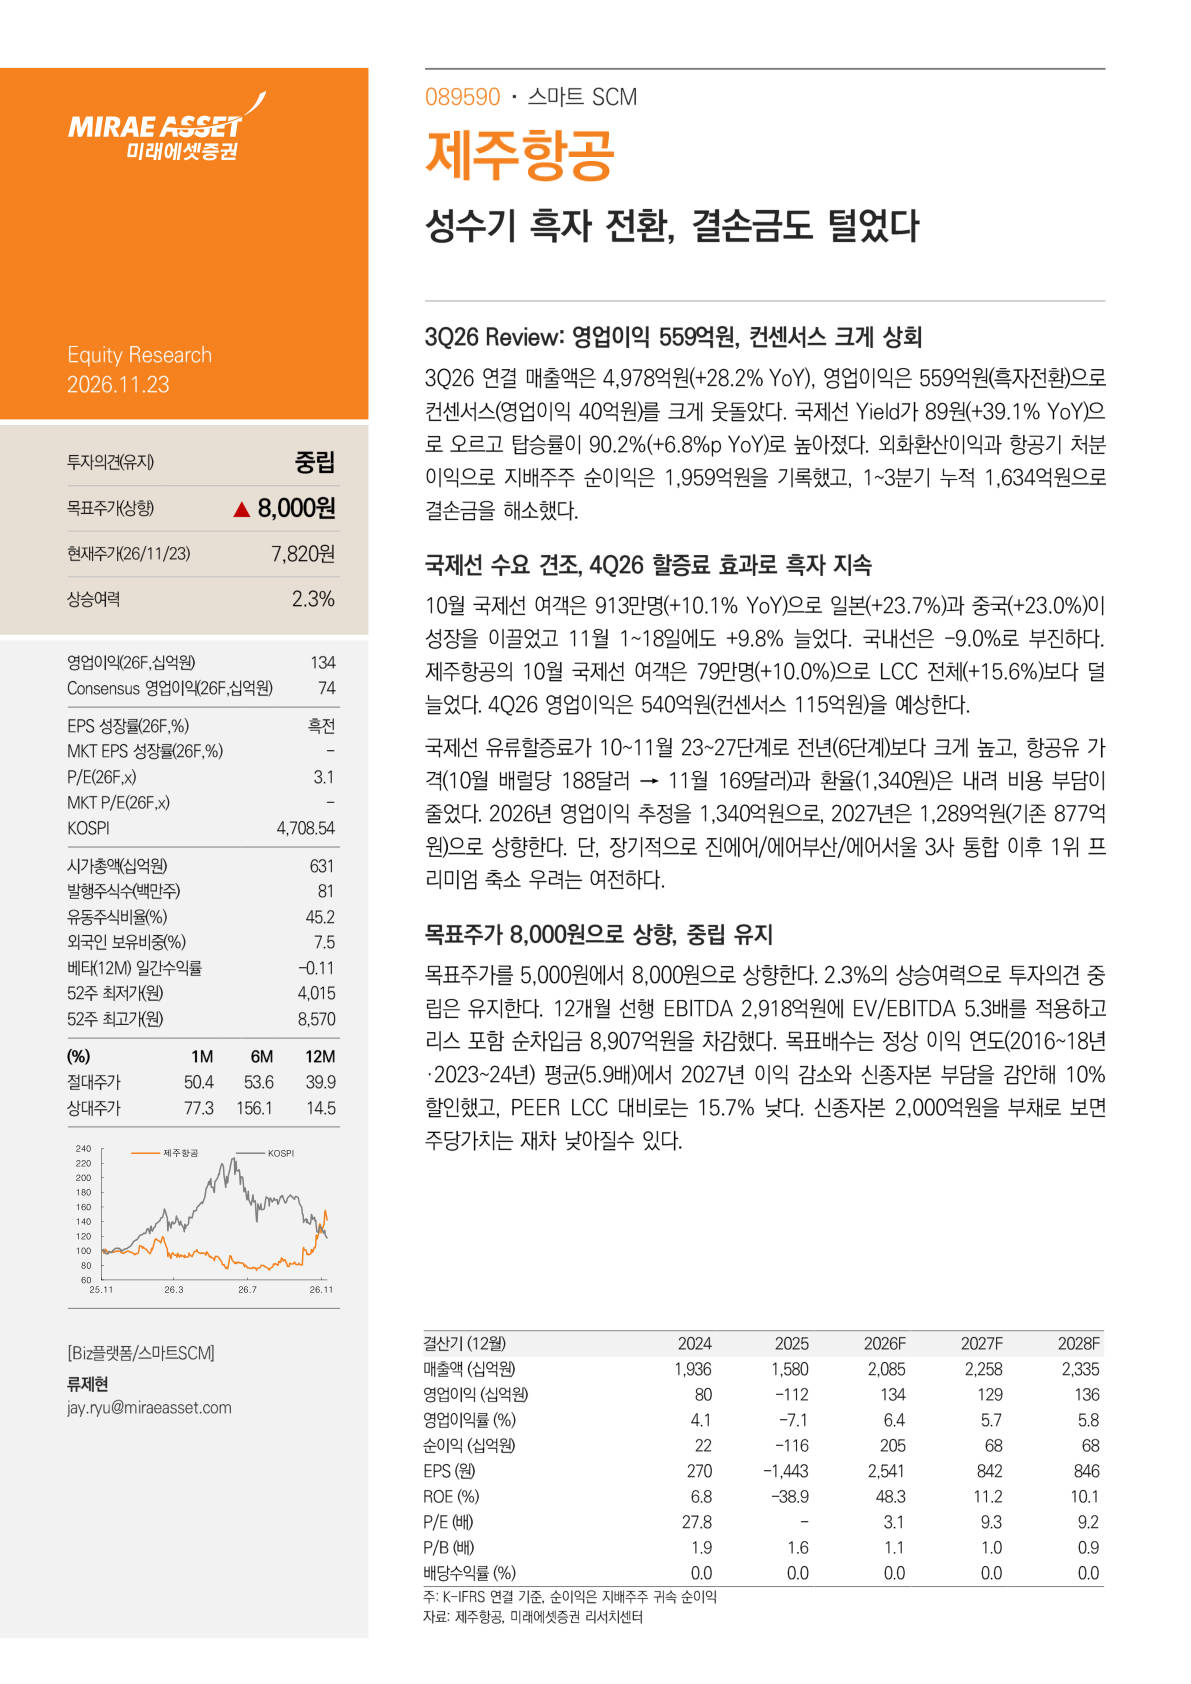 MIRAE ASSET
미래에셋증권
Equity Research
2026.11.23
089590 · 스마트 SCM
제주항공
성수기 흑자 전환, 결손금도 털었다
투자의견(유지) 중립
목표주가(상향) ▲ 8,000원
현재주가(26/11/23) 7,820원
상승여력 2.3%
영업이익(26F,십억원) 134
Consensus 영업이익(26F,십억원) 74
EPS 성장률(26F,%) 흑전
MKT EPS 성장률(26F,%) –
P/E(26F,x) 3.1
MKT P/E(26F,x) –
KOSPI 4,708.54
시가총액(십억원) 631
발행주식수(백만주) 81
유동주식비율(%) 45.2
외국인 보유비중(%) 7.5
베타(12M) 일간수익률 -0.11
52주 최저가(원) 4,015
52주 최고가(원) 8,570
(%) 1M 6M 12M
절대주가 50.4 53.6 39.9
상대주가 77.3 156.1 14.5
제주항공 KOSPI
240
220
200
180
160
140
120
100
80
60
25.11 26.3 26.7 26.11
[Biz플랫폼/스마트SCM]
류제현
jay.ryu@miraeasset.com
3Q26 Review: 영업이익 559억원, 컨센서스 크게 상회
3Q26 연결 매출액은 4,978억원(+28.2% YoY), 영업이익은 559억원(흑자전환)으로
컨센서스(영업이익 40억원)를 크게 웃돌았다. 국제선 Yield가 89원(+39.1% YoY)으
로 오르고 탑승률이 90.2%(+6.8%p YoY)로 높아졌다. 외화환산이익과 항공기 처분
이익으로 지배주주 순이익은 1,959억원을 기록했고, 1~3분기 누적 1,634억원으로
결손금을 해소했다.
국제선 수요 견조, 4Q26 할증료 효과로 흑자 지속
10월 국제선 여객은 913만명(+10.1% YoY)으로 일본(+23.7%)과 중국(+23.0%)이
성장을 이끌었고 11월 1~18일에도 +9.8% 늘었다. 국내선은 -9.0%로 부진하다.
제주항공의 10월 국제선 여객은 79만명(+10.0%)으로 LCC 전체(+15.6%)보다 덜
늘었다. 4Q26 영업이익은 540억원(컨센서스 115억원)을 예상한다.
국제선 유류할증료가 10~11월 23~27단계로 전년(6단계)보다 크게 높고, 항공유 가
격(10월 배럴당 188달러 → 11월 169달러)과 환율(1,340원)은 내려 비용 부담이
줄었다. 2026년 영업이익 추정을 1,340억원으로, 2027년은 1,289억원(기존 877억
원)으로 상향한다. 단, 장기적으로 진에어/에어부산/에어서울 3사 통합 이후 1위 프
리미엄 축소 우려는 여전하다.
목표주가 8,000원으로 상향, 중립 유지
목표주가를 5,000원에서 8,000원으로 상향한다. 2.3%의 상승여력으로 투자의견 중
립은 유지한다. 12개월 선행 EBITDA 2,918억원에 EV/EBITDA 5.3배를 적용하고
리스 포함 순차입금 8,907억원을 차감했다. 목표배수는 정상 이익 연도(2016~18년
·2023~24년) 평균(5.9배)에서 2027년 이익 감소와 신종자본 부담을 감안해 10%
할인했고, PEER LCC 대비로는 15.7% 낮다. 신종자본 2,000억원을 부채로 보면
주당가치는 재차 낮아질수 있다.
결산기 (12월) 2024 2025 2026F 2027F 2028F
매출액 (십억원) 1,936 1,580 2,085 2,258 2,335
영업이익 (십억원) 80 -112 134 129 136
영업이익률 (%) 4.1 -7.1 6.4 5.7 5.8
순이익 (십억원) 22 -116 205 68 68
EPS (원) 270 -1,443 2,541 842 846
ROE (%) 6.8 -38.9 48.3 11.2 10.1
P/E (배) 27.8 – 3.1 9.3 9.2
P/B (배) 1.9 1.6 1.1 1.0 0.9
배당수익률 (%) 0.0 0.0 0.0 0.0 0.0
주: K-IFRS 연결 기준, 순이익은 지배주주 귀속 순이익
자료: 제주항공, 미래에셋증권 리서치센터